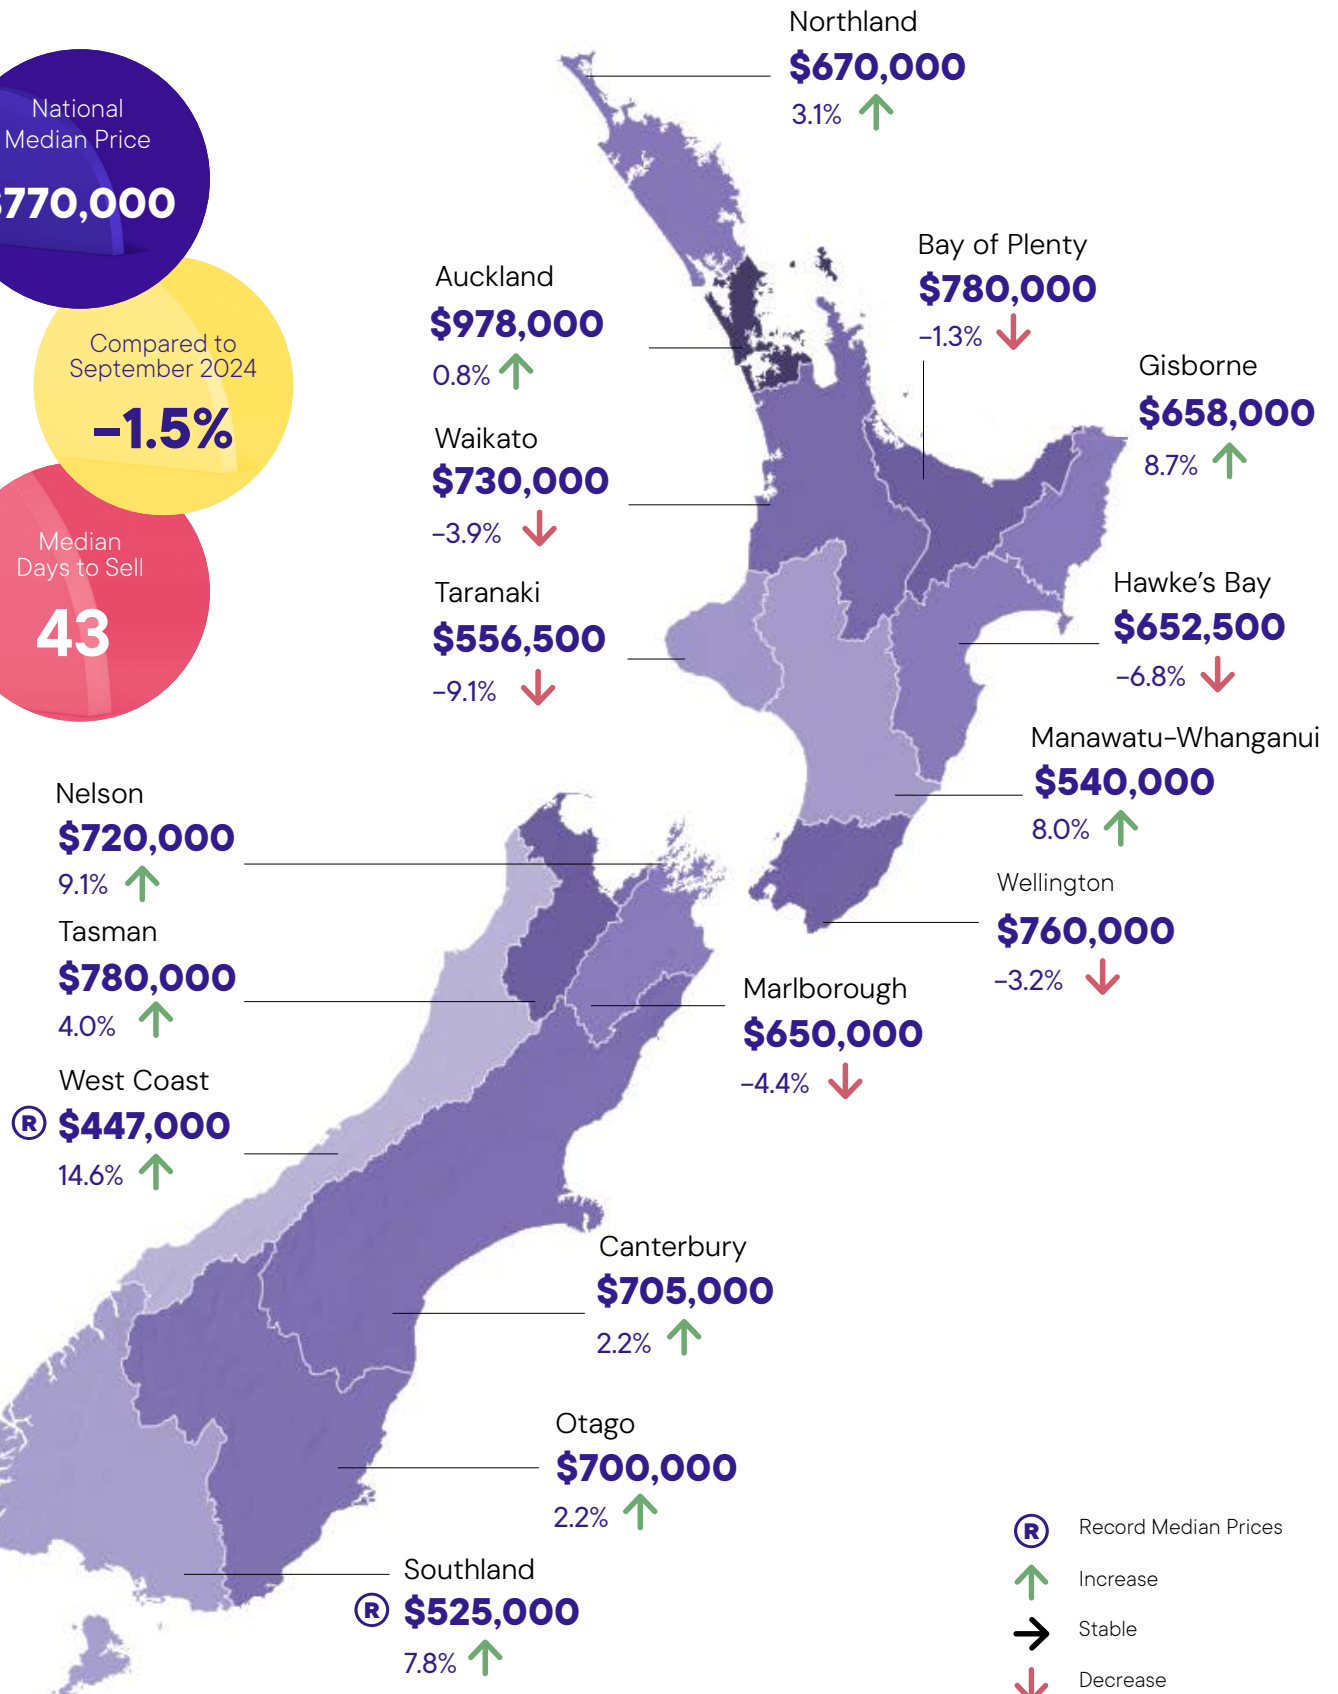 National
Median Price
$770,000
Compared to
September 2024
-1.5%
Median
Days to Sell
43
Northland
$670,000
3.1%
Auckland
$978,000
0.8%
Bay of Plenty
$780,000
-1.3%
Gisborne
$658,000
8.7%
Waikato
$730,000
-3.9%
Taranaki
$556,500
-9.1%
Hawke's Bay
$652,500
-6.8%
Manawatu-Whanganui
$540,000
8.0%
Wellington
$760,000
-3.2%
Nelson
$720,000
9.1%
Tasman
$780,000
4.0%
Marlborough
$650,000
-4.4%
West Coast
R $447,000
14.6%
Canterbury
$705,000
2.2%
Otago
$700,000
2.2%
Southland
R $525,000
7.8%
R Record Median Prices
Increase
Stable
Decrease